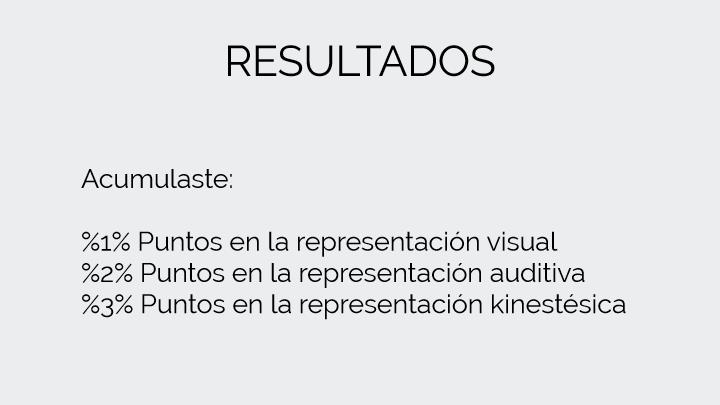 RESULTADOS
Acumulaste:
%1% Puntos en la representación visual
%2% Puntos en la representación auditiva
%3% Puntos en la representación kinestésica